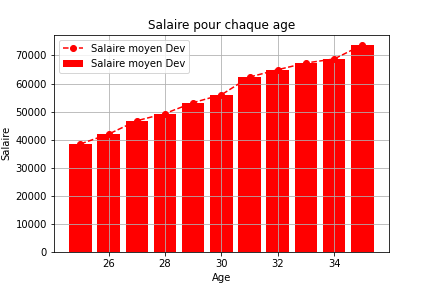 Salaire pour chaque age
Salaire moyen Dev
Salaire moyen Dev
70000
60000
50000
40000
30000
20000
10000
0
Salaire
26
28
30
32
34
Age